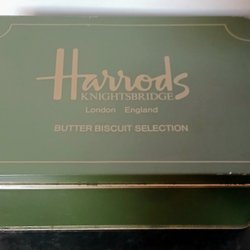 Harrods
KNIGHTSBRIDGE
London England
BUTTER BISCUIT SELECTION